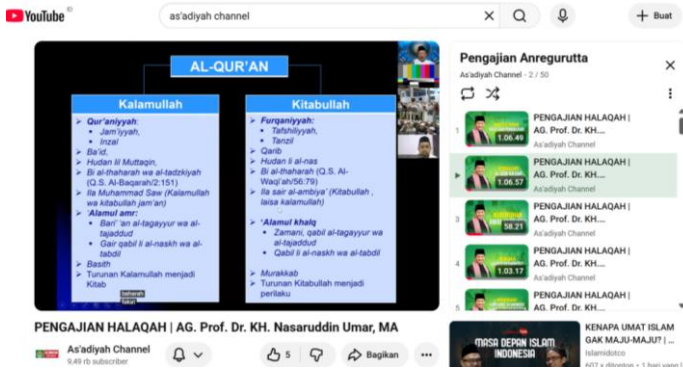 YouTube
ID
as'adiyah channel
Buat
AL-QUR'AN
Kalamullah
Qur'aniyyah:
Jam'iyyah,
Inzal
Ba'id,
Hudan lil Muttaqin,
Bi al-thaharah wa al-tadzkiyah
(Q.S. Al-Baqarah/2:151)
Ila Muhammad Saw (Kalamullah
wa kitabullah jam'an)
'Alamul amr:
Bari' 'an al-tagayyur wa al-
tajaddud
Gair qabil li al-naskh wa al-
tabdil
Basith
Turunan Kalamullah menjadi
Kitab
Kitabullah
Furqaniyyah:
Tafshiliyyah,
Tanzil
Qarib
Hudan li al-nas
Bi al-thaharah (Q.S. Al-
Waqi'ah/56:79)
Ila sair al-ambiya' (Kitabullah ,
laisa kalamullah)
'Alamul khalq
Zamani, qabil al-tagayyur wa
al-tajaddud
Qabil li al-naskh wa al-tabdil
Murakkab
Turunan Kitabullah menjadi
perilaku
PENGAJIAN HALAQAH | AG. Prof. Dr. KH. Nasaruddin Umar, MA
As'adiyah Channel
9,49 rb subscriber
5
Bagikan
Pengajian Anregurutta
As'adiyah Channel - 2 / 50
1
1.06.49
PENGAJIAN HALAQAH |
AG. Prof. Dr. KH....
As'adiyah Channel
1.06.57
PENGAJIAN HALAQAH |
AG. Prof. Dr. KH....
As'adiyah Channel
3
58.21
PENGAJIAN HALAQAH |
AG. Prof. Dr. KH....
As'adiyah Channel
4
1.03.17
PENGAJIAN HALAQAH |
AG. Prof. Dr. KH....
As'adiyah Channel
5
PENGAJIAN HALAQAH |
AG. Prof. Dr. KH....
MASA DEPAN ISLAM
INDONESIA
KENAPA UMAT ISLAM
GAK MAJU-MAJU? | ...
Islamidotco
607 x ditonton • 1 hari yang l